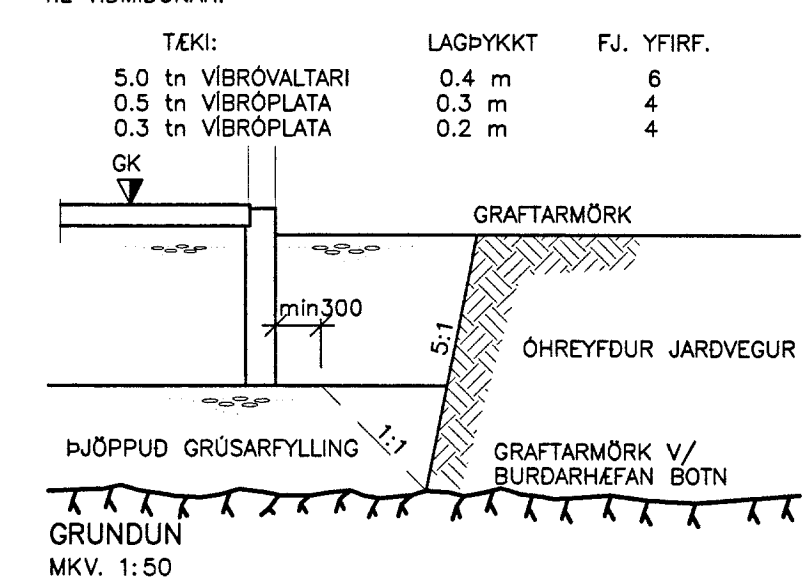 TÆKI: LAGÞYKKT FJ. YFIRF.
5.0 tn VÍBRÓVALTARI 0.4 m 6
0.5 tn VÍBRÓPLATA 0.3 m 4
0.3 tn VÍBRÓPLATA 0.2 m 4
GK
GRAFTARMÖRK
min300
5:1
ÓHREYFÐUR JARÐVEGUR
1:1
ÞJÖPPUÐ GRÚSARFYLLING
GRAFTARMÖRK V/
BURÐARHÆFAN BOTN
GRUNDUN
MKV. 1:50